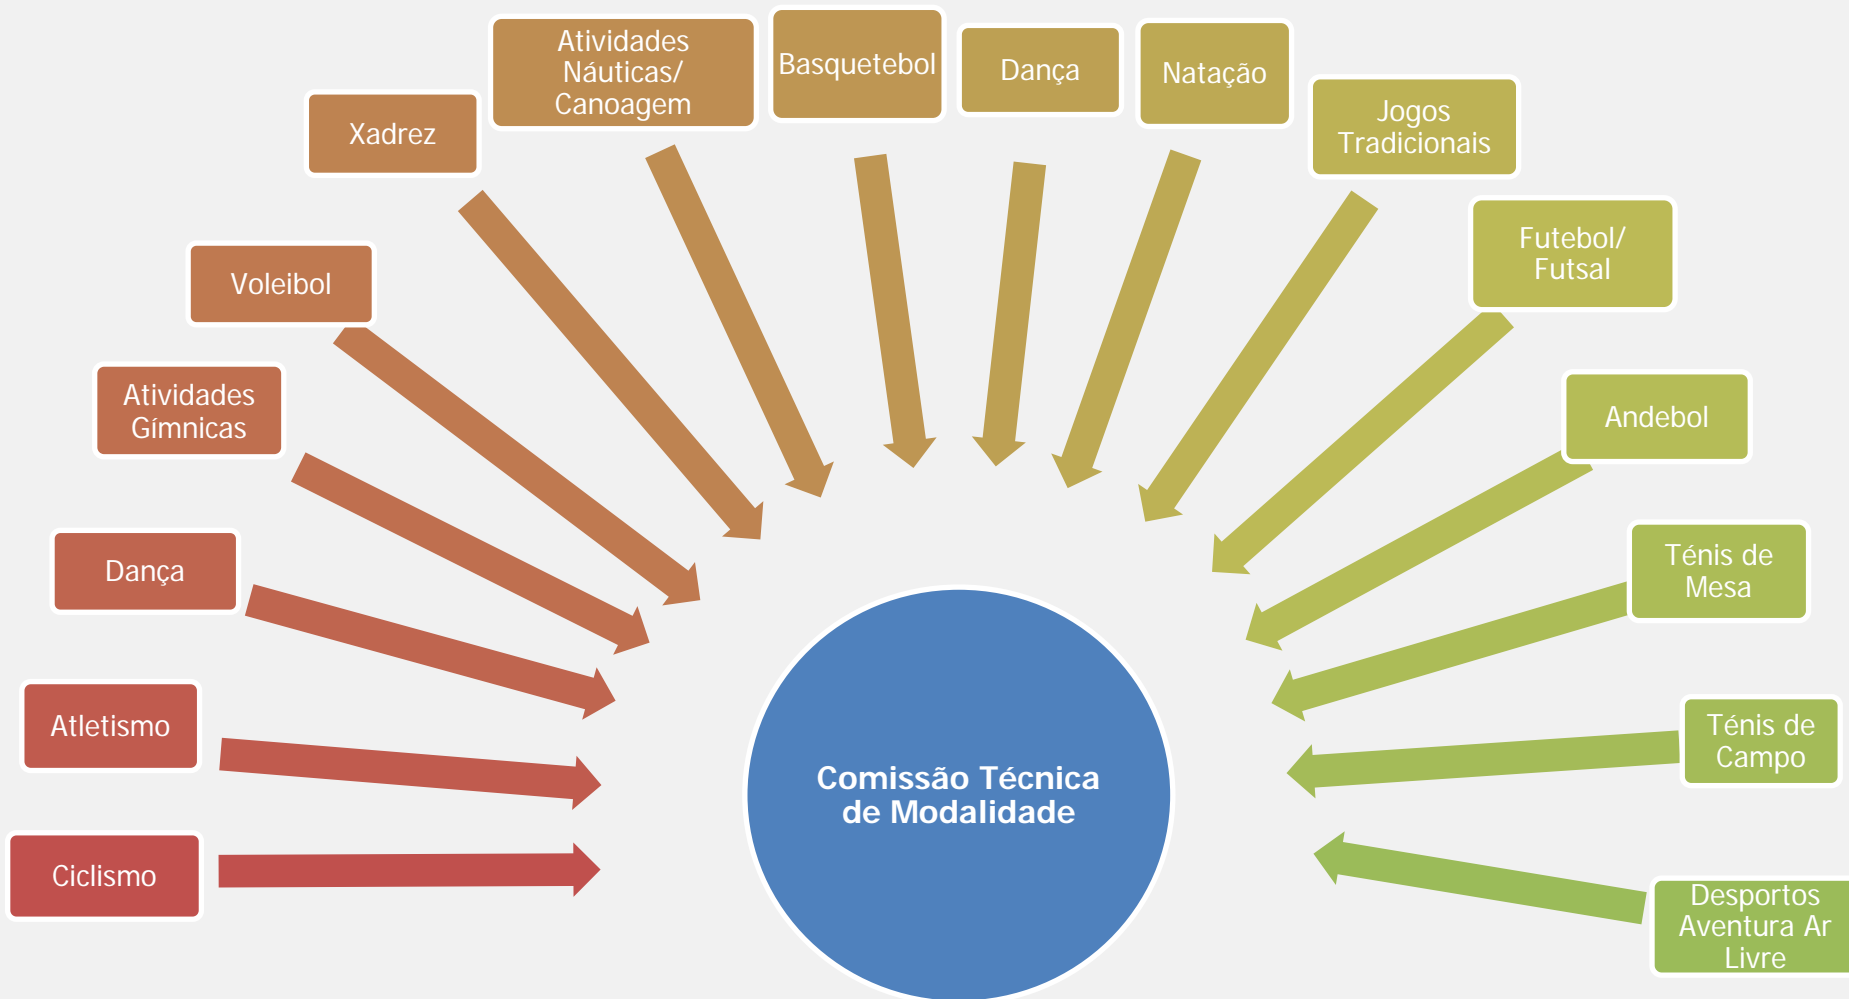 Ciclismo
Atletismo
Dança
Atividades
Gímnicas
Voleibol
Xadrez
Atividades
Náuticas/
Canoagem
Basquetebol
Dança
Natação
Jogos
Tradicionais
Futebol/
Futsal
Andebol
Ténis de
Mesa
Ténis de
Campo
Desportos
Aventura Ar
Livre
Comissão Técnica
de Modalidade